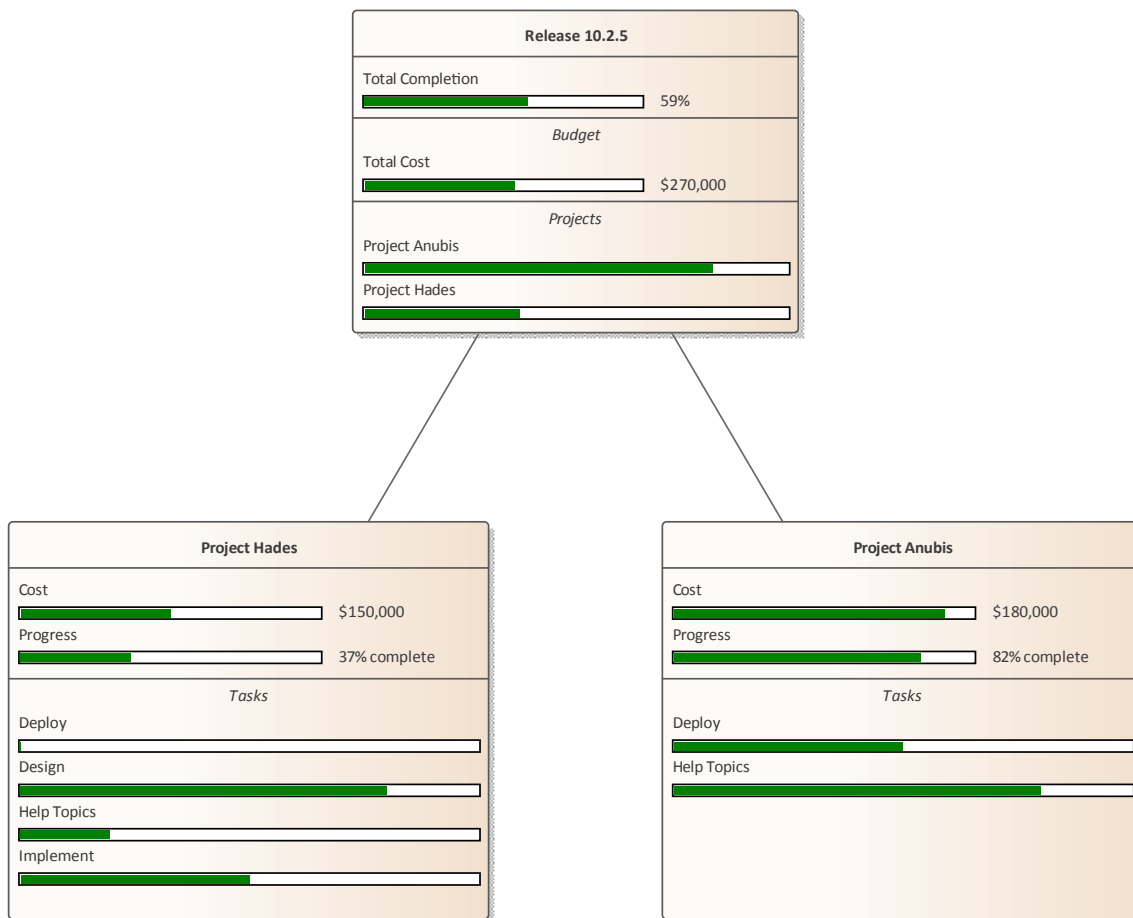 Release 10.2.5
Total Completion
59%
Budget
Total Cost
$270,000
Projects
Project Anubis
Project Hades
Project Hades
Cost
$150,000
Progress
37% complete
Tasks
Deploy
Design
Help Topics
Implement
Project Anubis
Cost
$180,000
Progress
82% complete
Tasks
Deploy
Help Topics